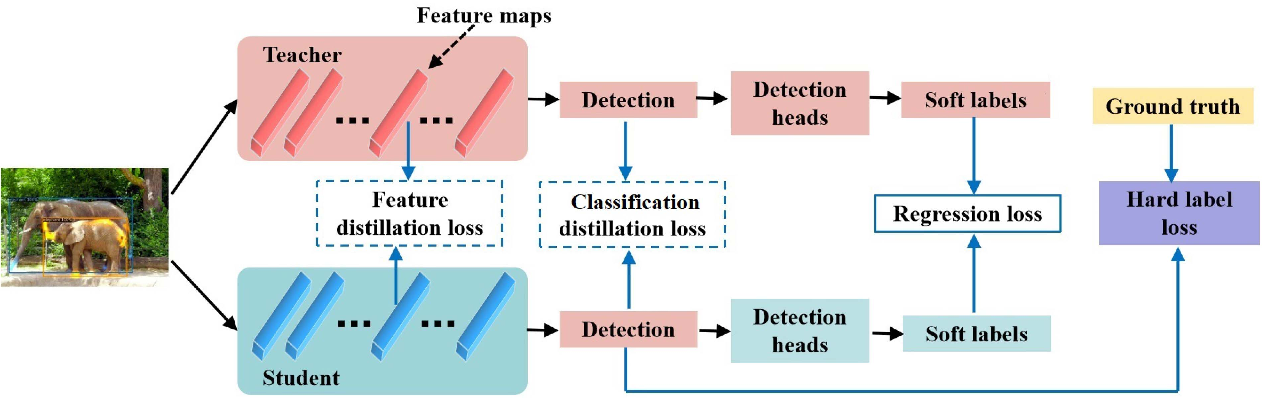 Feature maps
Teacher
Detection
Detection
heads
Soft labels
Ground truth
Feature
distillation loss
Classification
distillation loss
Regression loss
Hard label
loss
Detection
Detection
heads
Soft labels
Student